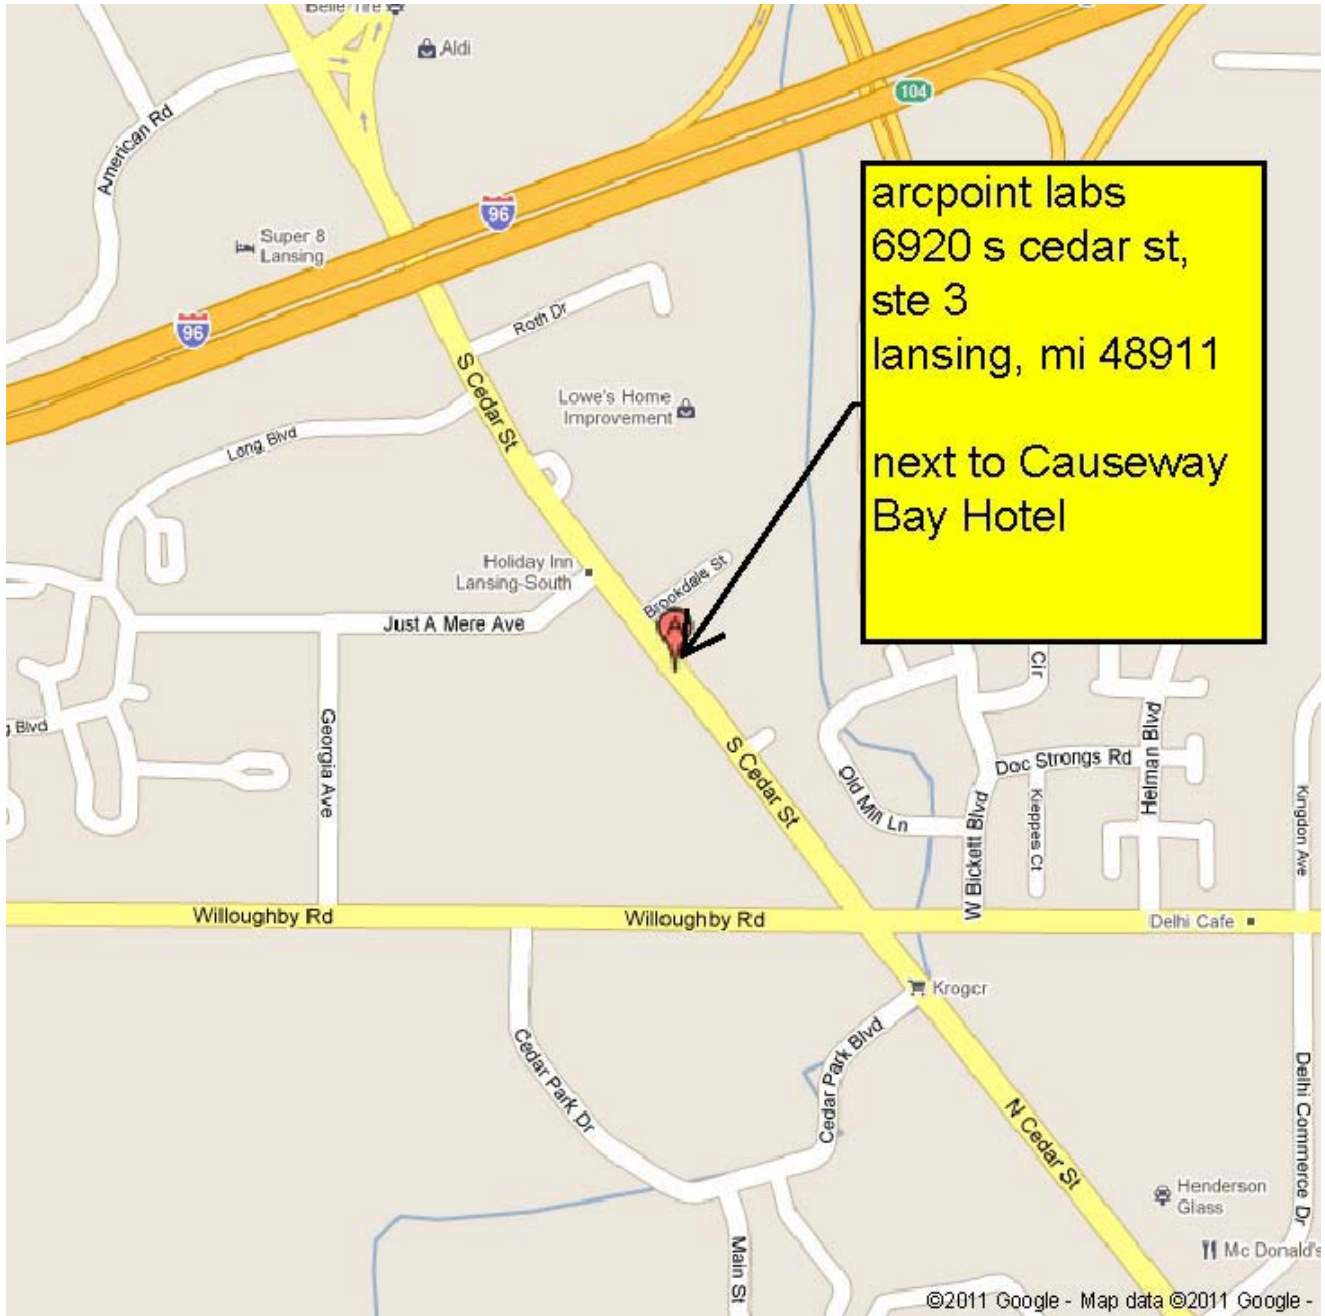 Belle Tire
Aldi
104
American Rd
96
Super 8
Lansing
96
Roth Dr
S Cedar St
Lowe's Home
Improvement
Long Blvd
arcpoint labs
6920 s cedar st,
ste 3
lansing, mi 48911
next to Causeway
Bay Hotel
Holiday Inn
Lansing-South
Brookdale St
A
Just A Mere Ave
Cir
Blvd
Georgia Ave
S Cedar St
Old Mill Ln
Doc Strongs Rd
Helman Blvd
W Bickett Blvd
Kieppes Ct
Kingdon Ave
Willoughby Rd
Willoughby Rd
Delhi Cafe
Kroger
Cedar Park Dr
Cedar Park Blvd
N Cedar St
Delhi Commerce Dr
Henderson
Glass
Mc Donald's
Main St
©2011 Google - Map data ©2011 Google -